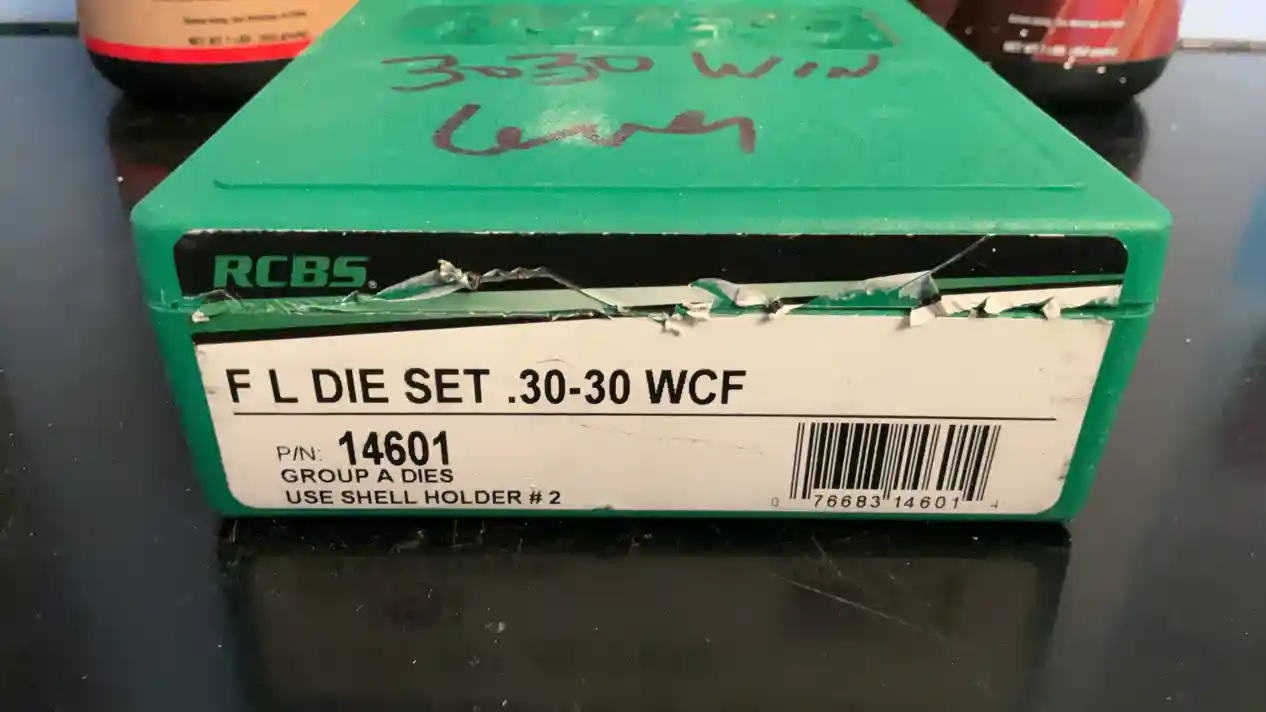 3030 WIN
Lever
RCBS.
F L DIE SET .30-30 WCF
P/N: 14601
GROUP A DIES
USE SHELL HOLDER # 2
0 76683 14601 4